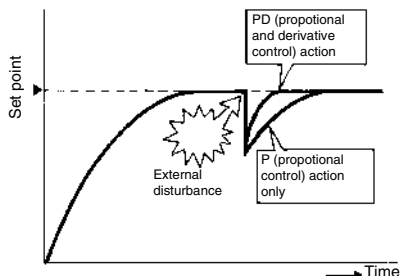 PD (propotional
and derivative
control) action
Set point
External
disturbance
P (propotional
control) action
only
Time